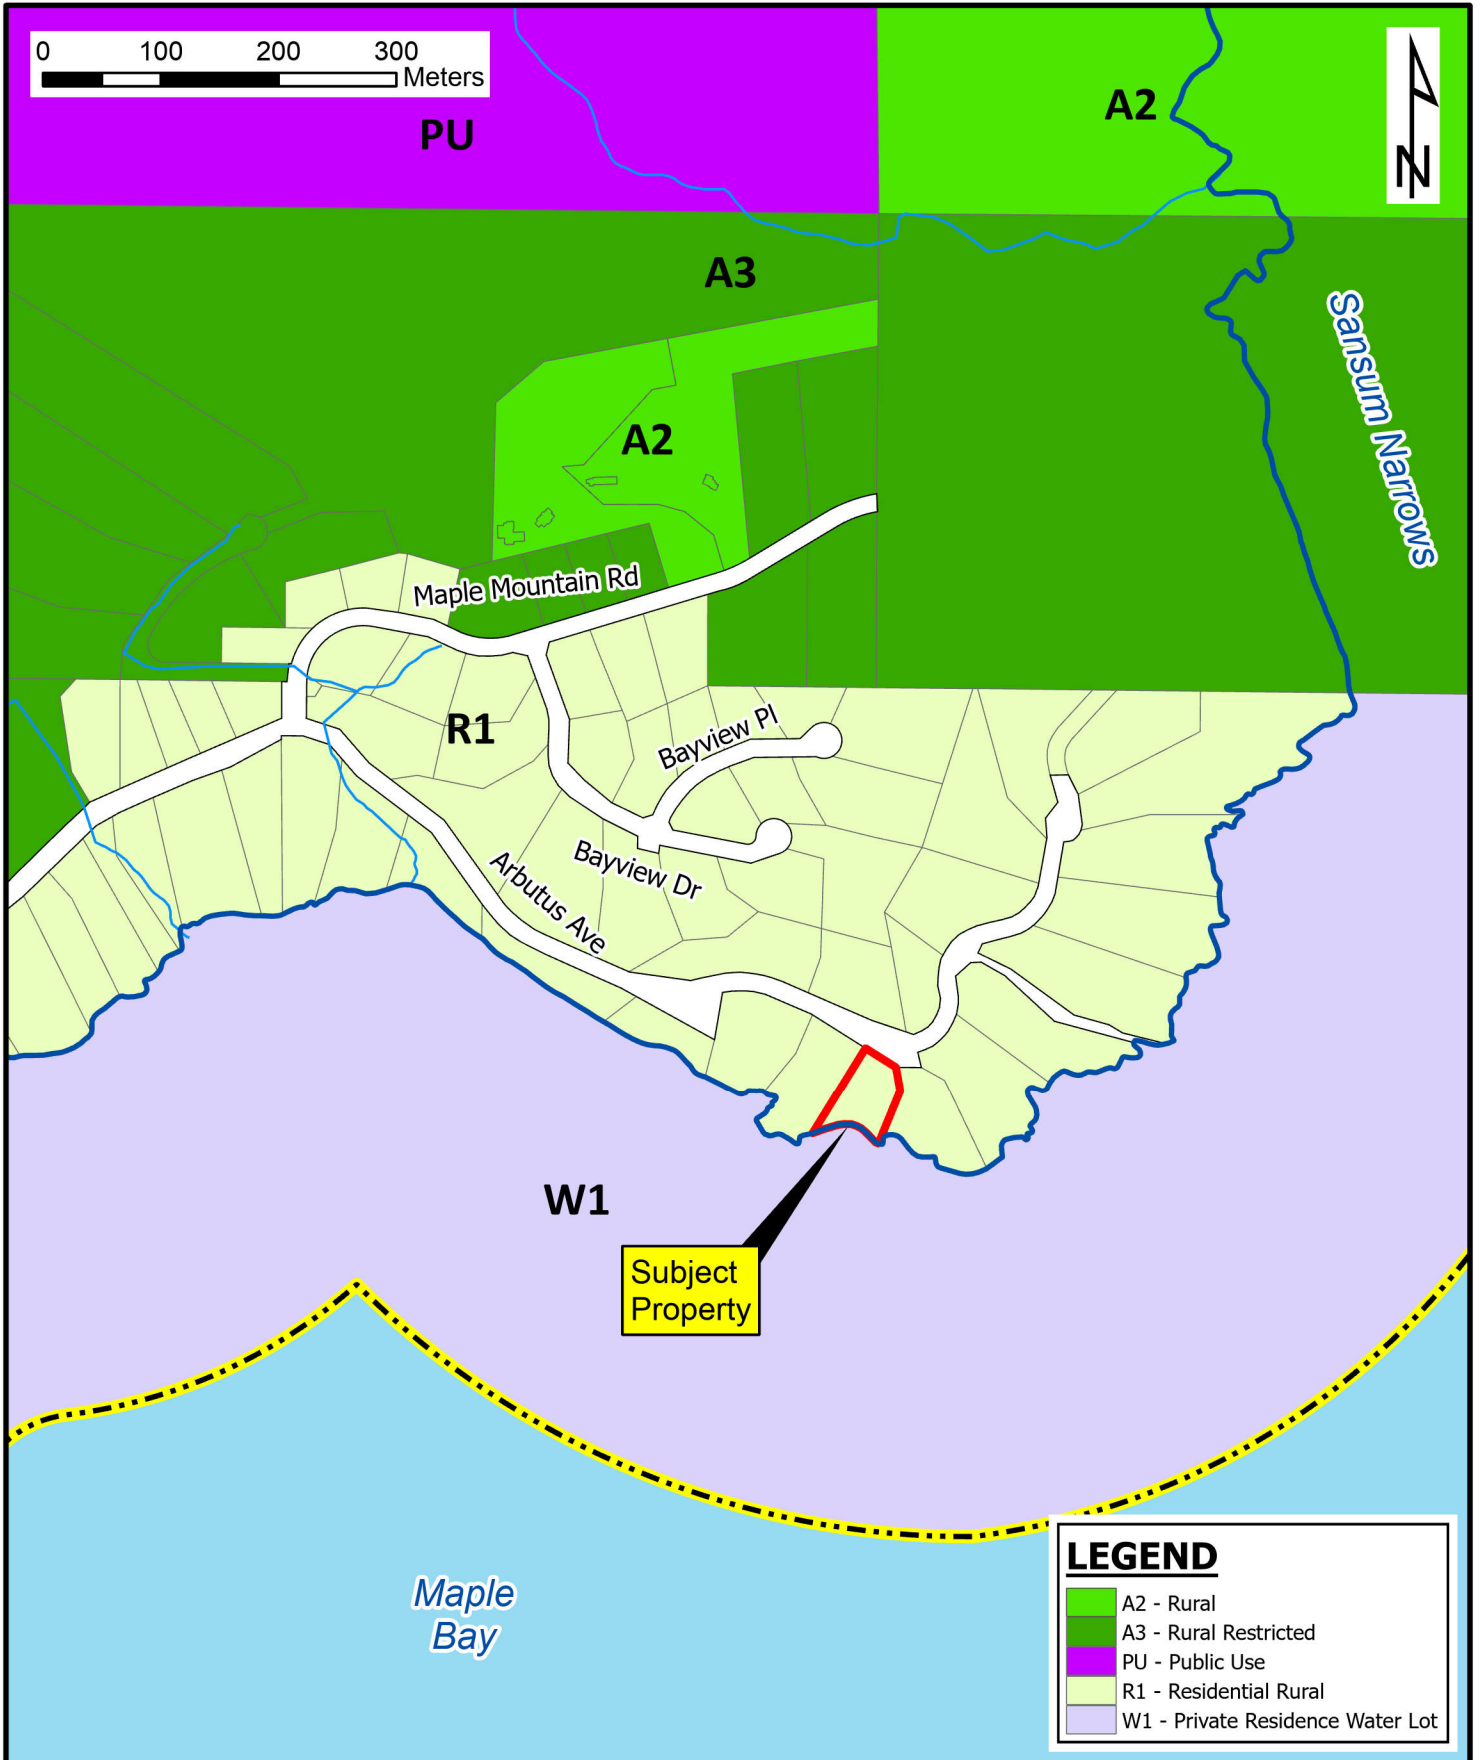 0 100 200 300
Meters
PU
A2
N
A3
Sansum Narrows
A2
Maple Mountain Rd
R1
Bayview Pl
Bayview Dr
Arbutus Ave
W1
Subject
Property
Maple
Bay
LEGEND
A2 - Rural
A3 - Rural Restricted
PU - Public Use
R1 - Residential Rural
W1 - Private Residence Water Lot